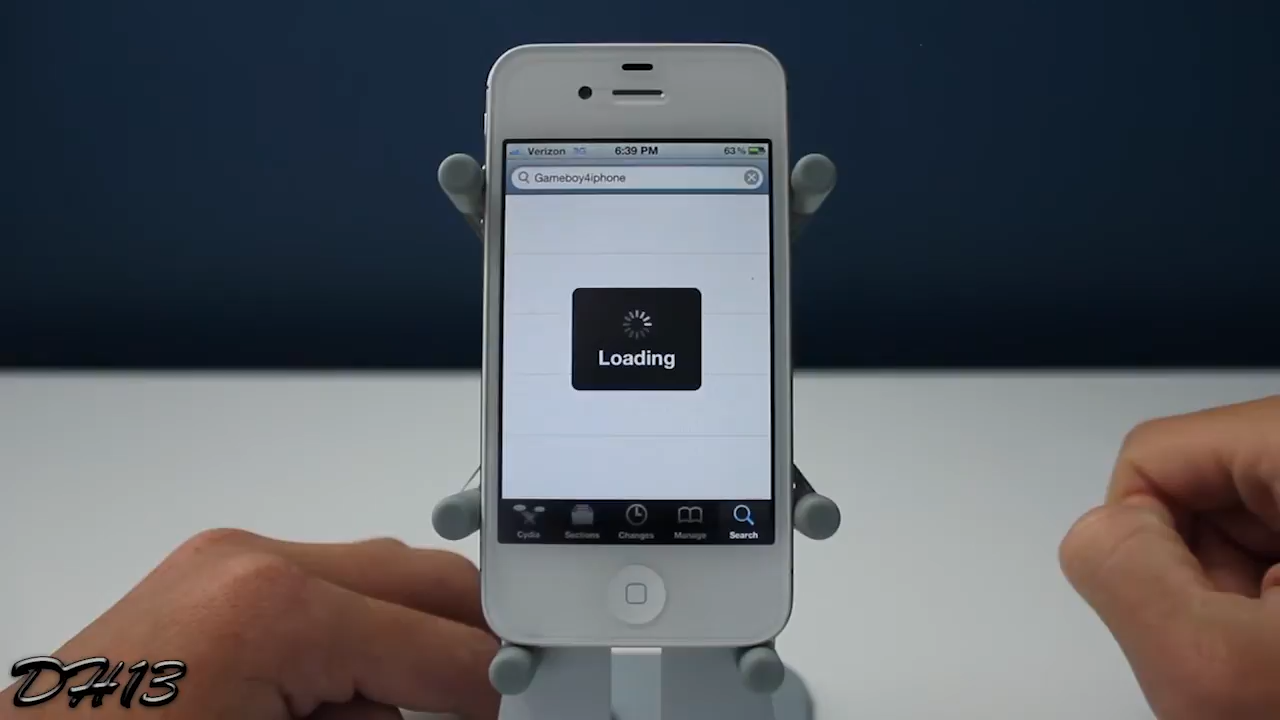 Verizon 3G 6:39 PM 63%
Gameboy4iphone
Loading
Cydia Sections Changes Manage Search
DH13